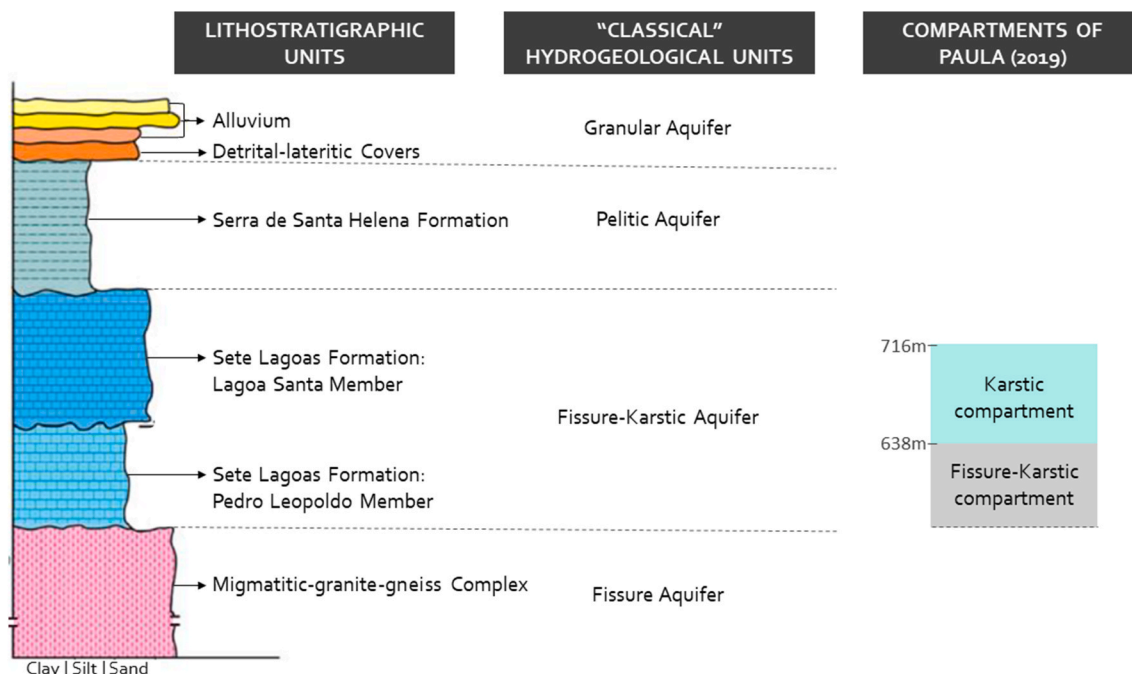 LITHOSTRATIGRAPHIC
UNITS
“CLASSICAL”
HYDROGEOLOGICAL UNITS
COMPARTMENTS OF
PAULA (2019)
Alluvium
Granular Aquifer
Detrital-lateritic Covers
Serra de Santa Helena Formation
Pelitic Aquifer
Sete Lagoas Formation:
Lagoa Santa Member
716m
Karstic
compartment
Fissure-Karstic Aquifer
638m
Sete Lagoas Formation:
Pedro Leopoldo Member
Fissure-Karstic
compartment
Migmatitic-granite-gneiss Complex
Fissure Aquifer
Clay | Silt | Sand